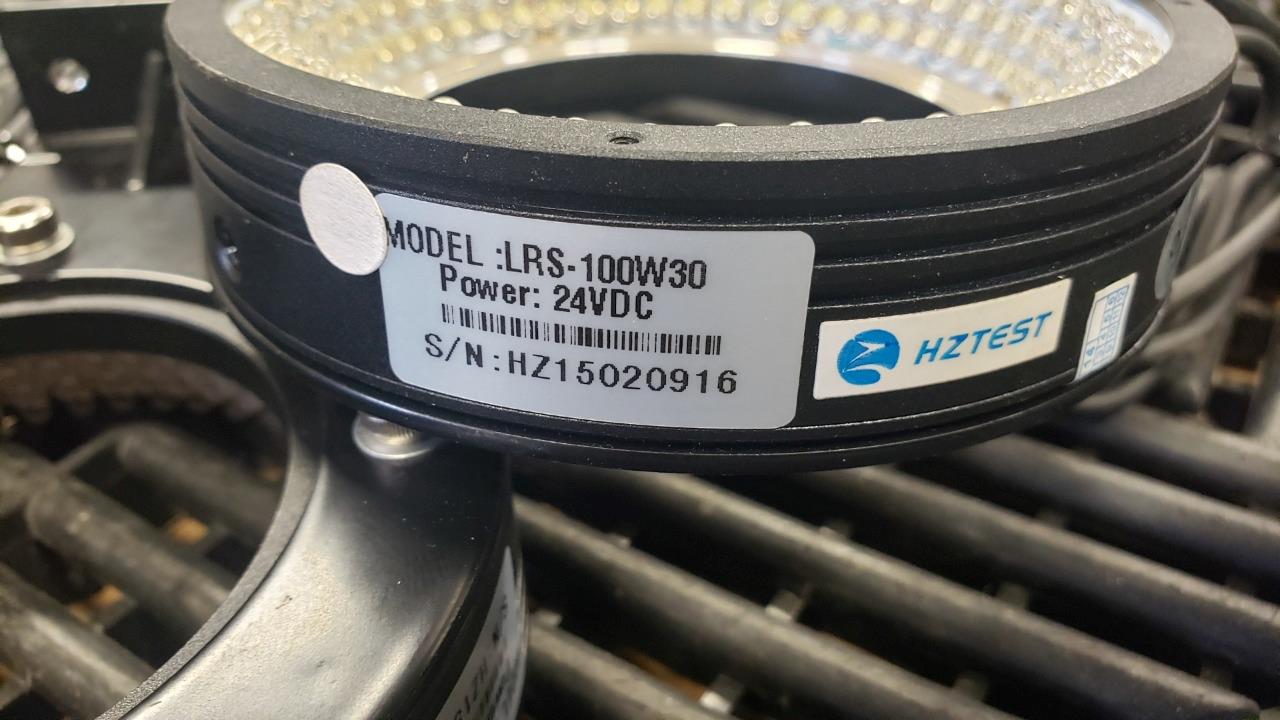 MODEL :LRS-100W30
Power: 24VDC
S/N:HZ15020916
HZTEST